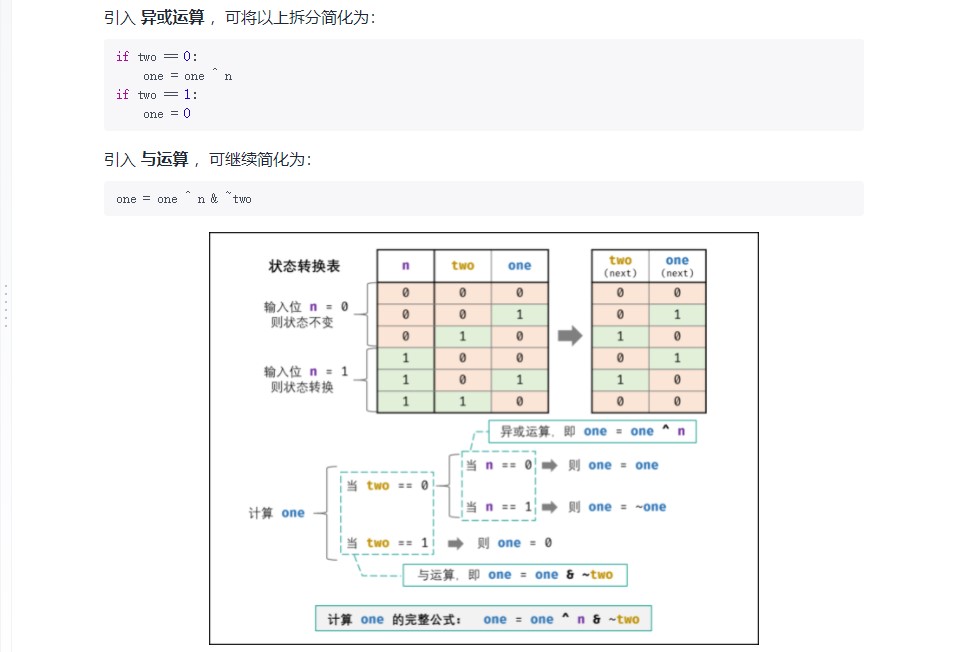 引入 异或运算 ，可将以上拆分简化为：
if two == 0:
    one = one ^ n
if two == 1:
    one = 0
引入 与运算 ，可继续简化为：
one = one ^ n & ~two
状态转换表
n two one
two one
(next) (next)
输入位 n = 0
则状态不变
输入位 n = 1
则状态转换
0 0 0 0 0
0 0 1 0 1
0 1 0 1 0
1 0 0 0 1
1 0 1 1 0
1 1 0 0 0
异或运算，即 one = one ^ n
当 n == 0 则 one = one
当 two == 0
当 n == 1 则 one = ~one
计算 one
当 two == 1 则 one = 0
与运算，即 one = one & ~two
计算 one 的完整公式： one = one ^ n & ~two